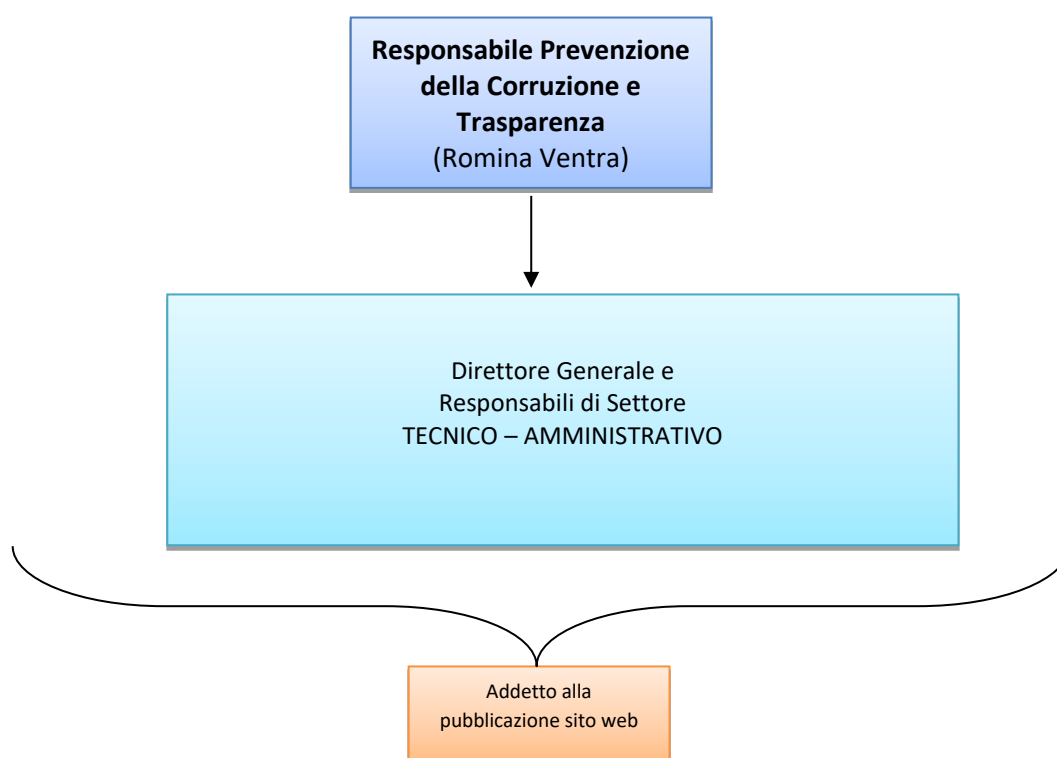 Responsabile Prevenzione
della Corruzione e
Trasparenza
(Romina Ventra)
Direttore Generale e
Responsabili di Settore
TECNICO – AMMINISTRATIVO
Addetto alla
pubblicazione sito web